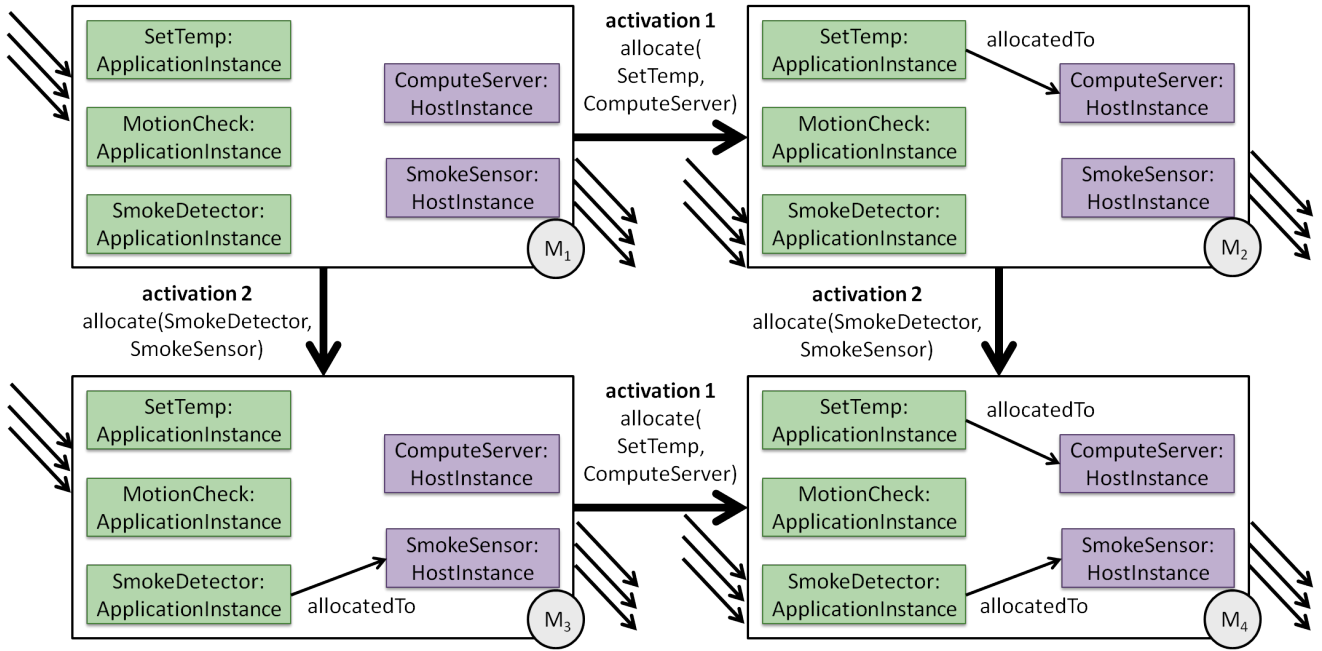 SetTemp:
ApplicationInstance
MotionCheck:
ApplicationInstance
SmokeDetector:
ApplicationInstance
ComputeServer:
HostInstance
SmokeSensor:
HostInstance
M1
activation 1
allocate(
SetTemp,
ComputeServer)
SetTemp:
ApplicationInstance
allocatedTo
ComputeServer:
HostInstance
MotionCheck:
ApplicationInstance
SmokeSensor:
HostInstance
SmokeDetector:
ApplicationInstance
M2
activation 2
allocate(SmokeDetector,
SmokeSensor)
activation 2
allocate(SmokeDetector,
SmokeSensor)
SetTemp:
ApplicationInstance
ComputeServer:
HostInstance
MotionCheck:
ApplicationInstance
SmokeSensor:
HostInstance
SmokeDetector:
ApplicationInstance
allocatedTo
M3
activation 1
allocate(
SetTemp,
ComputeServer)
SetTemp:
ApplicationInstance
allocatedTo
ComputeServer:
HostInstance
MotionCheck:
ApplicationInstance
SmokeSensor:
HostInstance
SmokeDetector:
ApplicationInstance
allocatedTo
M4